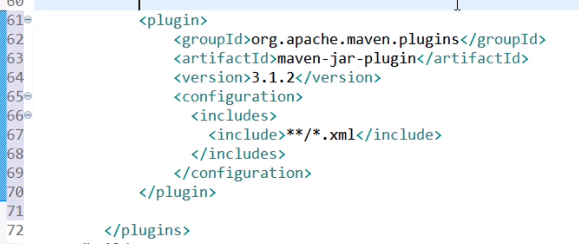 60
61 <plugin>
62 <groupId>org.apache.maven.plugins</groupId>
63 <artifactId>maven-jar-plugin</artifactId>
64 <version>3.1.2</version>
65 <configuration>
66 <includes>
67 <include>**/*.xml</include>
68 </includes>
69 </configuration>
70 </plugin>
71
72 </plugins>